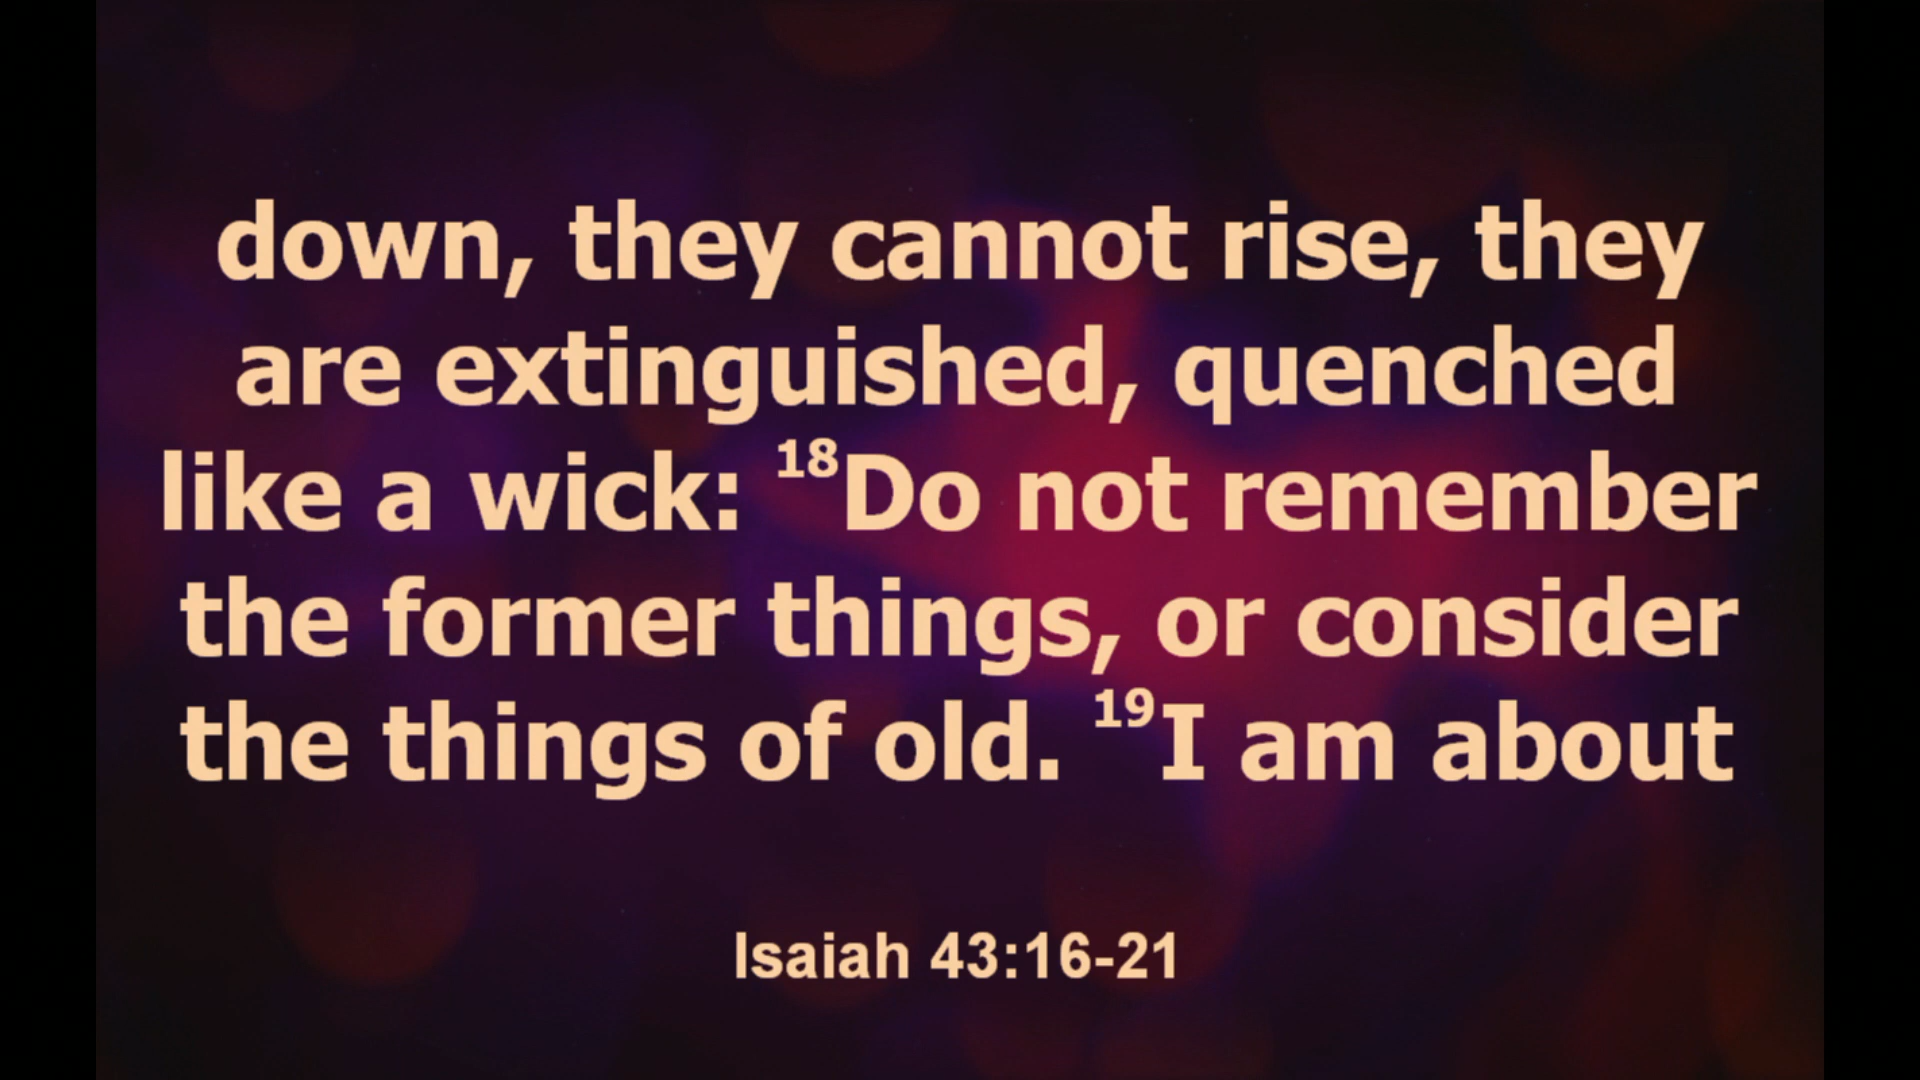 down, they cannot rise, they
are extinguished, quenched
like a wick: 18Do not remember
the former things, or consider
the things of old. 19I am about
Isaiah 43:16-21